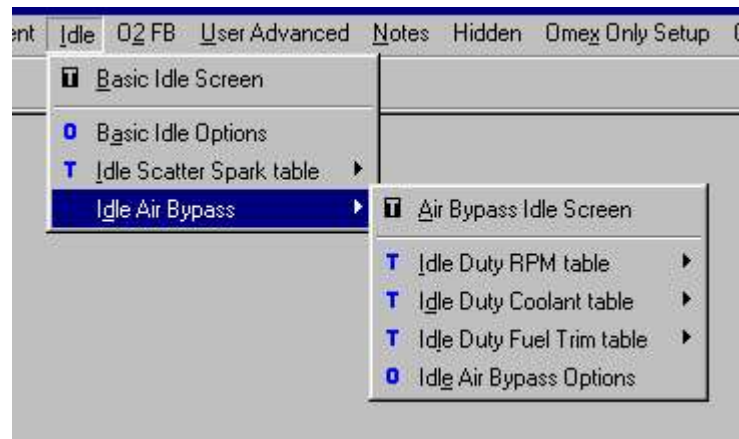 ent Idle O2 FB User Advanced Notes Hidden Omex Only Setup
T Basic Idle Screen
O Basic Idle Options
T Idle Scatter Spark table
Idle Air Bypass
T Air Bypass Idle Screen
T Idle Duty RPM table
T Idle Duty Coolant table
T Idle Duty Fuel Trim table
O Idle Air Bypass Options